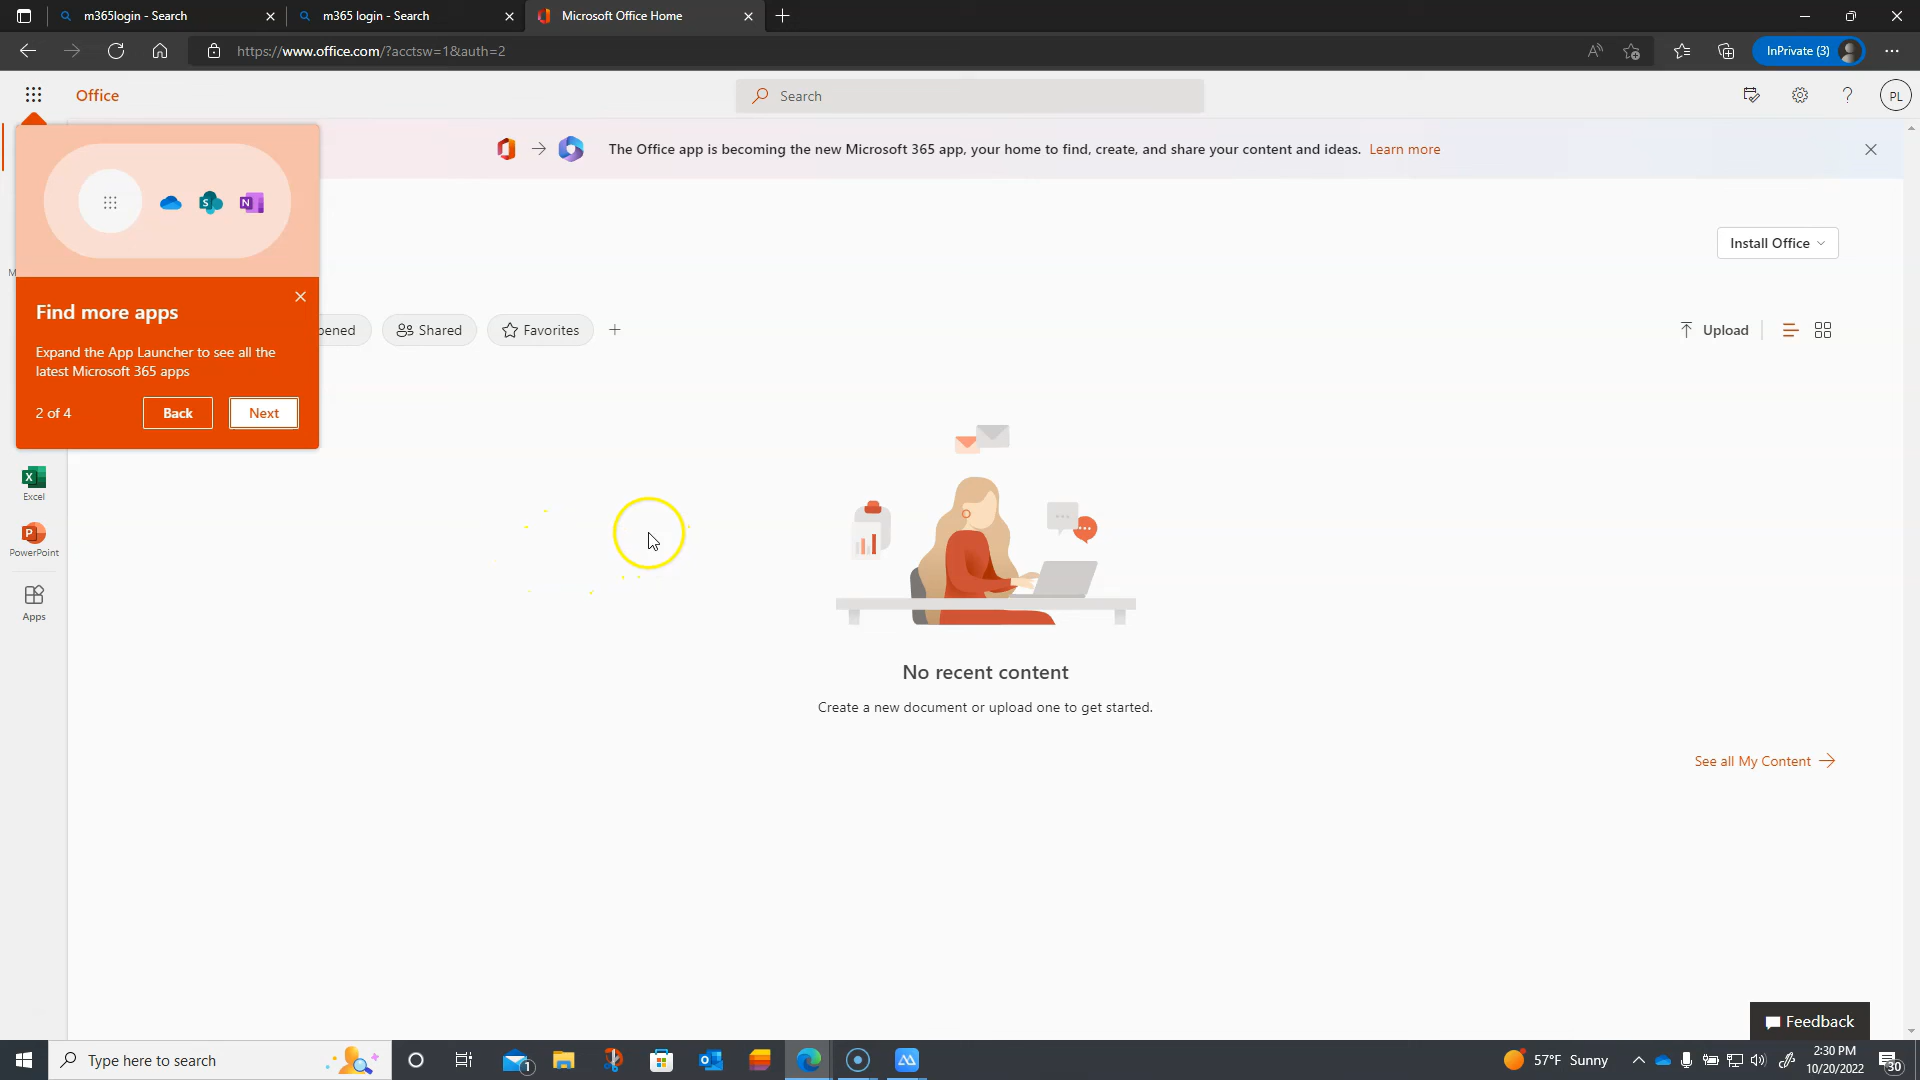 m365login - Search
m365 login - Search
Microsoft Office Home
https://www.office.com/?acctsw=1&auth=2
InPrivate (3)
Office
Search
PL
The Office app is becoming the new Microsoft 365 app, your home to find, create, and share your content and ideas. Learn more
Install Office
M
Find more apps
Expand the App Launcher to see all the
latest Microsoft 365 apps
2 of 4
Back
Next
pened
Shared
Favorites
Upload
Excel
PowerPoint
Apps
No recent content
Create a new document or upload one to get started.
See all My Content
Feedback
Type here to search
1
57°F Sunny
2:30 PM
10/20/2022
30